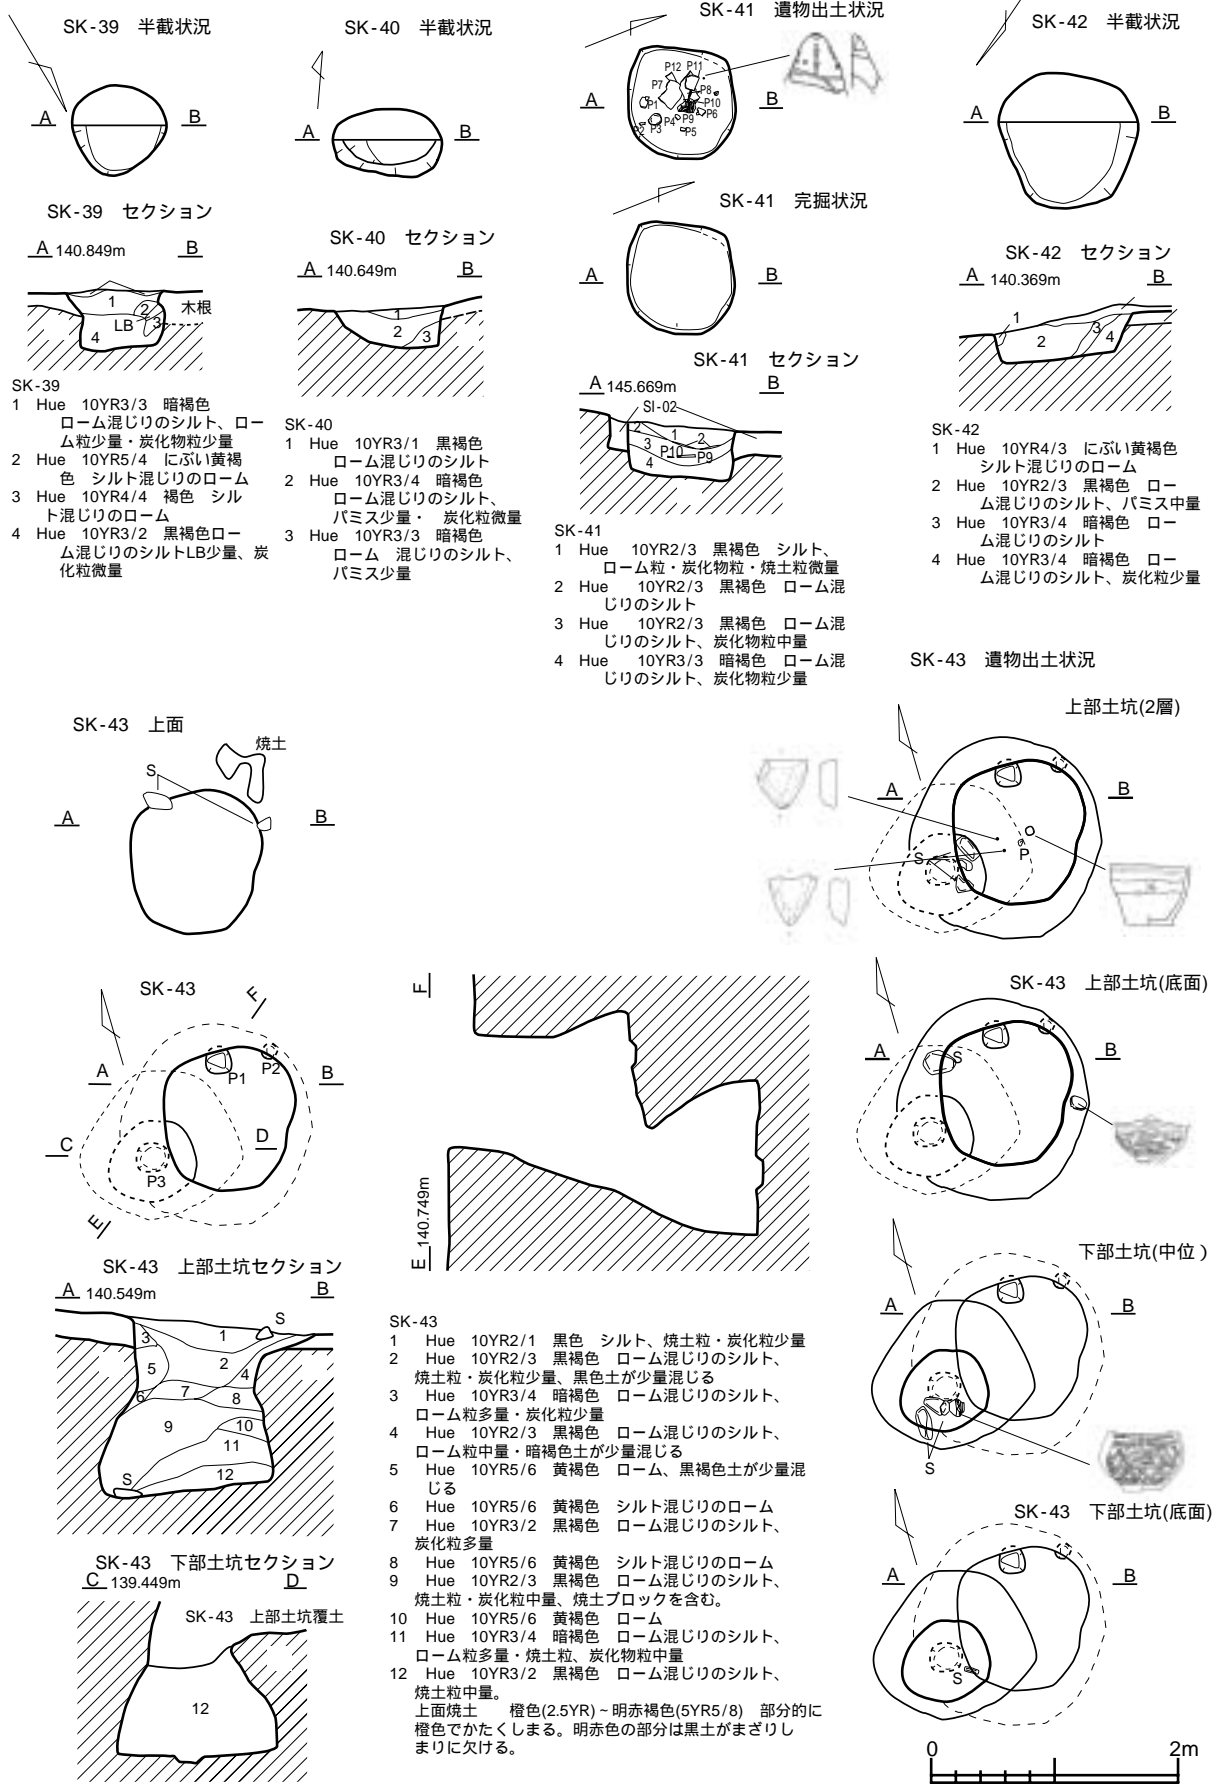 SK-39 半截状況
A
B
SK-39 セクション
A 140.849m B
1
2
3
LB
4
木根
SK-39
1 Hue 10YR3/3 暗褐色
ローム混じりのシルト、ロー
ム粒少量・炭化物粒少量
2 Hue 10YR5/4 にぶい黄褐
色 シルト混じりのローム
3 Hue 10YR4/4 褐色 シル
ト混じりのローム
4 Hue 10YR3/2 黒褐色ロー
ム混じりのシルトLB少量、炭
化粒微量
SK-40 半截状況
A
B
SK-40 セクション
A 140.649m B
1
2
3
SK-40
1 Hue 10YR3/1 黒褐色
ローム混じりのシルト
2 Hue 10YR3/4 暗褐色
ローム混じりのシルト、
パミス少量・ 炭化粒微量
3 Hue 10YR3/3 暗褐色
ローム 混じりのシルト、
パミス少量
SK-41 遺物出土状況
A
B
P12 P11
P7
P8
P1
P10
P6
P9
P4
P2 P3
P5
SK-41 完掘状況
A
B
SK-41 セクション
A 145.669m B
SI-02
2
1
2
3
P10
P9
4
SK-41
1 Hue 10YR2/3 黒褐色 シルト、
ローム粒・炭化物粒・焼土粒微量
2 Hue 10YR2/3 黒褐色 ローム混
じりのシルト
3 Hue 10YR2/3 黒褐色 ローム混
じりのシルト、炭化物粒中量
4 Hue 10YR3/3 暗褐色 ローム混
じりのシルト、炭化物粒少量
SK-42 半截状況
A
B
SK-42 セクション
A 140.369m B
1
2
3
4
SK-42
1 Hue 10YR4/3 にぶい黄褐色
シルト混じりのローム
2 Hue 10YR2/3 黒褐色 ロー
ム混じりのシルト、パミス中量
3 Hue 10YR3/4 暗褐色 ロー
ム混じりのシルト
4 Hue 10YR3/4 暗褐色 ロー
ム混じりのシルト、炭化粒少量
SK-43 上面
焼土
S
A
B
SK-43
F
A
B
P1
P2
C
D
P3
E
SK-43 上部土坑セクション
A 140.549m B
S
3
1
5
2
4
6
7
8
9
10
11
S
12
SK-43 下部土坑セクション
C 139.449m D
SK-43 上部土坑覆土
12
F
E 140.749m
SK-43
1 Hue 10YR2/1 黒色 シルト、焼土粒・炭化粒少量
2 Hue 10YR2/3 黒褐色 ローム混じりのシルト、
焼土粒・炭化粒少量、黒色土が少量混じる
3 Hue 10YR3/4 暗褐色 ローム混じりのシルト、
ローム粒多量・炭化粒少量
4 Hue 10YR2/3 黒褐色 ローム混じりのシルト、
ローム粒中量・暗褐色土が少量混じる
5 Hue 10YR5/6 黄褐色 ローム、黒褐色土が少量混
じる
6 Hue 10YR5/6 黄褐色 シルト混じりのローム
7 Hue 10YR3/2 黒褐色 ローム混じりのシルト、
炭化粒多量
8 Hue 10YR5/6 黄褐色 シルト混じりのローム
9 Hue 10YR2/3 黒褐色 ローム混じりのシルト、
焼土粒・炭化粒中量、焼土ブロックを含む。
10 Hue 10YR5/6 黄褐色 ローム
11 Hue 10YR3/4 暗褐色 ローム混じりのシルト、
ローム粒多量・焼土粒、炭化物粒中量
12 Hue 10YR3/2 黒褐色 ローム混じりのシルト、
焼土粒中量。
上面焼土 橙色(2.5YR)~明赤褐色(5YR5/8) 部分的に
橙色でかたくしまる。明赤色の部分は黒土がまざりし
まりに欠ける。
SK-43 遺物出土状況
上部土坑(2層)
A
B
S
P
SK-43 上部土坑(底面)
A
B
S
下部土坑(中位)
A
B
S
SK-43 下部土坑(底面)
A
B
S
0 2m